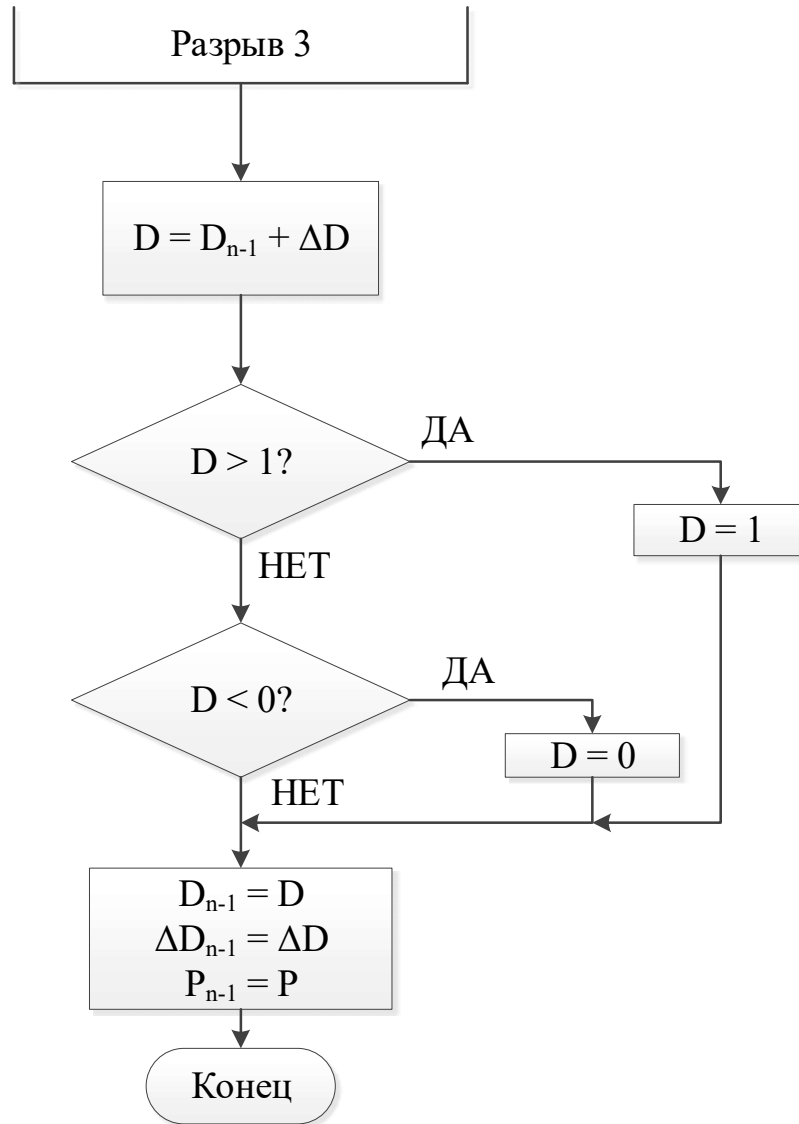 Разрыв 3
D = Dₙ₋₁ + ΔD
D > 1?
ДА
D = 1
НЕТ
D < 0?
ДА
D = 0
НЕТ
Dₙ₋₁ = D
ΔDₙ₋₁ = ΔD
Pₙ₋₁ = P
Конец